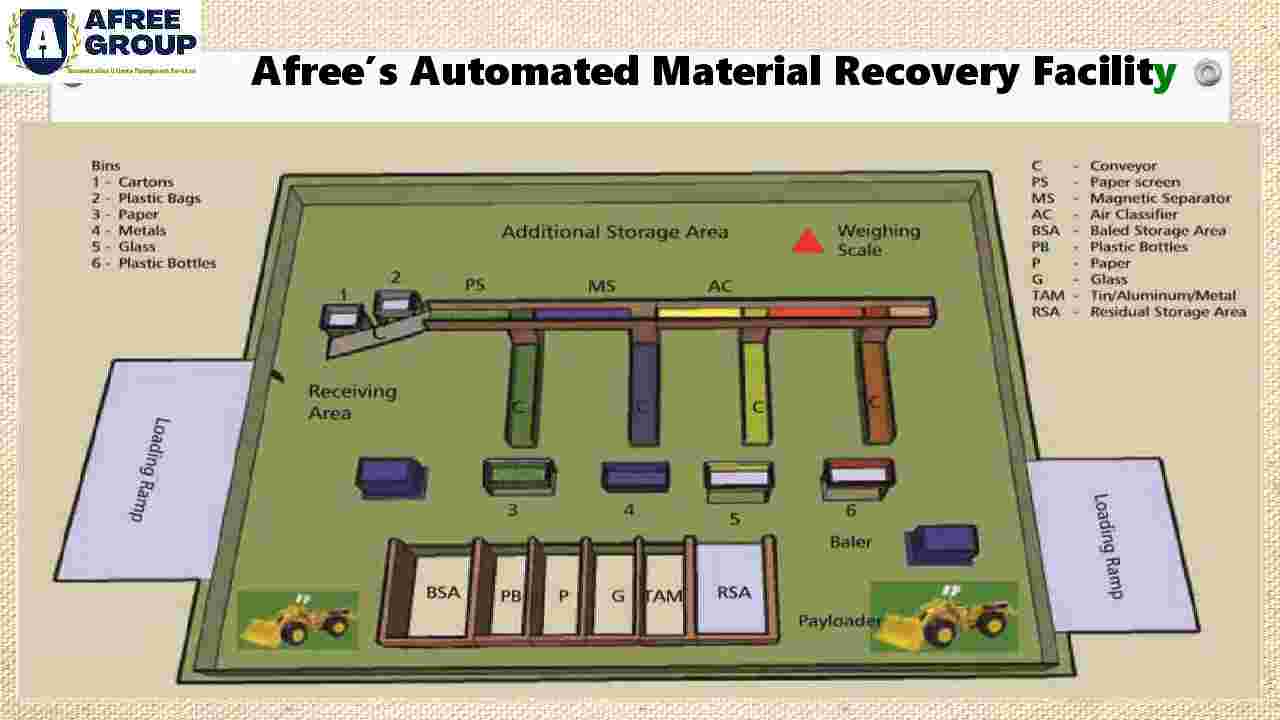 AFREE
GROUP
Afree´s Automated Material Recovery Facility
Bins
1 - Cartons
2 - Plastic Bags
3 - Paper
4 - Metals
5 - Glass
6 - Plastic Bottles
C - Conveyor
PS - Paper screen
MS - Magnetic Separator
AC - Air Classifier
BSA - Baled Storage Area
PB - Plastic Bottles
P - Paper
G - Glass
TAM - Tin/Aluminum/Metal
RSA - Residual Storage Area
Additional Storage Area
Weighing
Scale
1
2
PS
MS
AC
C
Receiving
Area
C
C
C
C
Loading Ramp
Loading Ramp
3
4
5
6
Baler
BSA
PB
P
G
TAM
RSA
Payloader